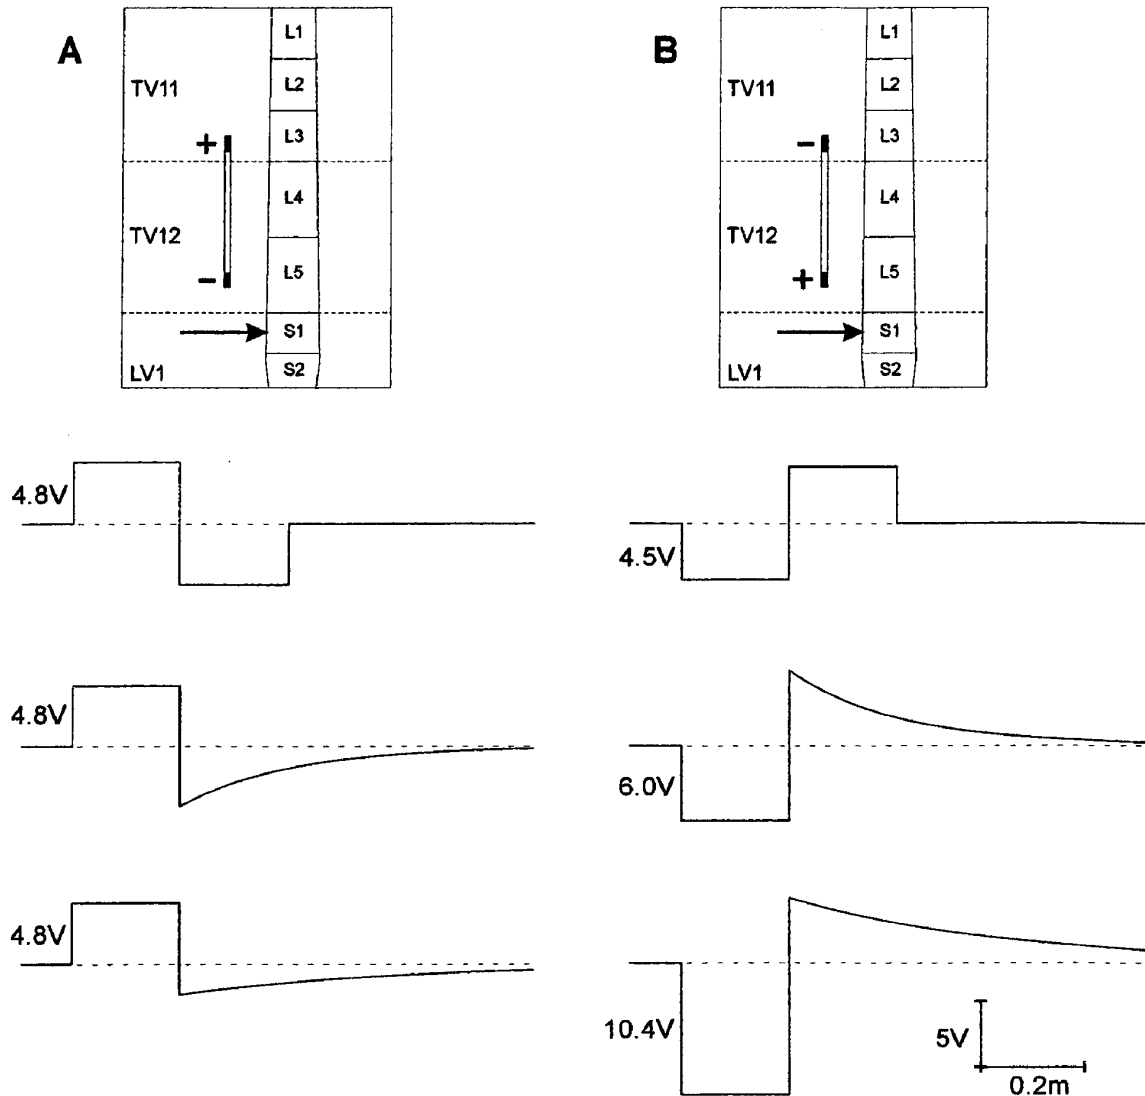 A
L1
TV11
L2
+
L3
L4
TV12
L5
-
S1
S2
LV1
4.8V
4.8V
4.8V
B
L1
TV11
L2
-
L3
L4
TV12
L5
+
S1
S2
LV1
4.5V
6.0V
10.4V
5V
0.2m